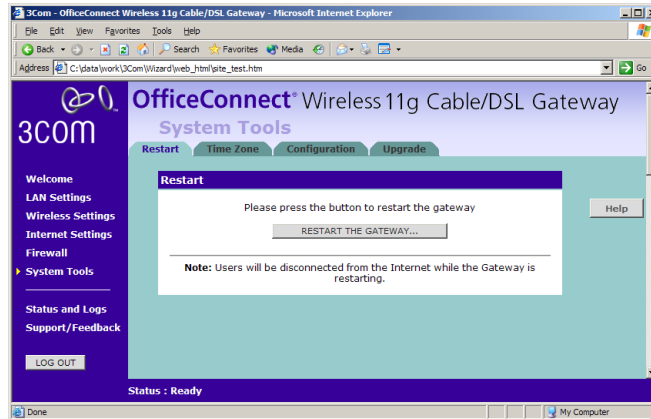 3Com - OfficeConnect Wireless 11g Cable/DSL Gateway - Microsoft Internet Explorer
File Edit View Favorites Tools Help
Back Search Favorites Media
Address C:\data\work\3Com\Wizard\web_html\site_test.htm Go
3COM
OfficeConnect® Wireless 11g Cable/DSL Gateway
System Tools
Restart Time Zone Configuration Upgrade
Welcome
LAN Settings
Wireless Settings
Internet Settings
Firewall
System Tools
Status and Logs
Support/Feedback
LOG OUT
Restart
Please press the button to restart the gateway
RESTART THE GATEWAY...
Note: Users will be disconnected from the Internet while the Gateway is
restarting.
Help
Status : Ready
Done My Computer